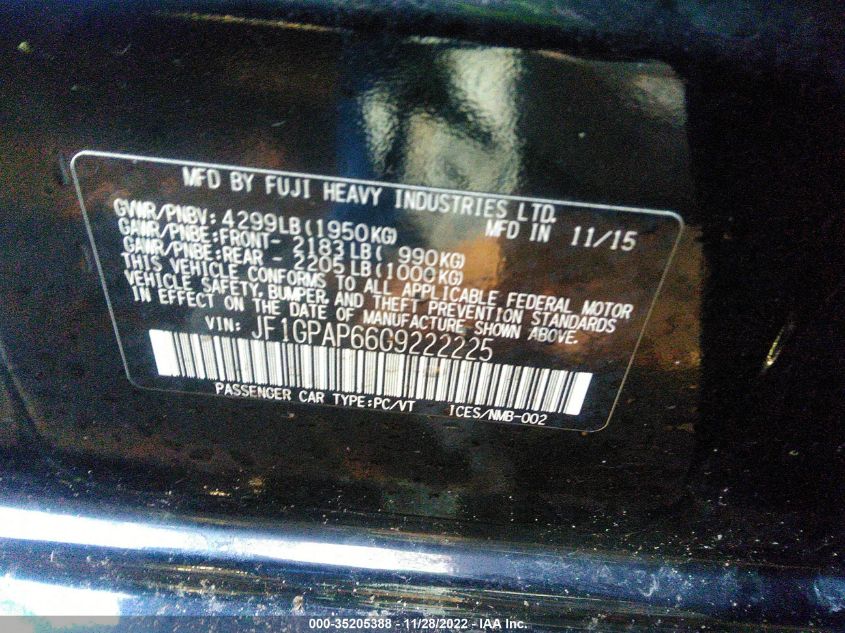 MFD BY FUJI HEAVY INDUSTRIES LTD.
GVWR/PNBV: 4299LB(1950KG) MFD IN 11/15
GAWR/PNBE:FRONT- 2183LB( 990KG)
GAWR/PNBE:REAR - 2205LB(1000KG)
THIS VEHICLE CONFORMS TO ALL APPLICABLE FEDERAL MOTOR
VEHICLE SAFETY, BUMPER, AND THEFT PREVENTION STANDARDS
IN EFFECT ON THE DATE OF MANUFACTURE SHOWN ABOVE.
VIN: JF1GPAP66G9222225
PASSENGER CAR TYPE:PC/VT ICES/NMB-002
000-35205388 - 11/28/2022 - IAA Inc.